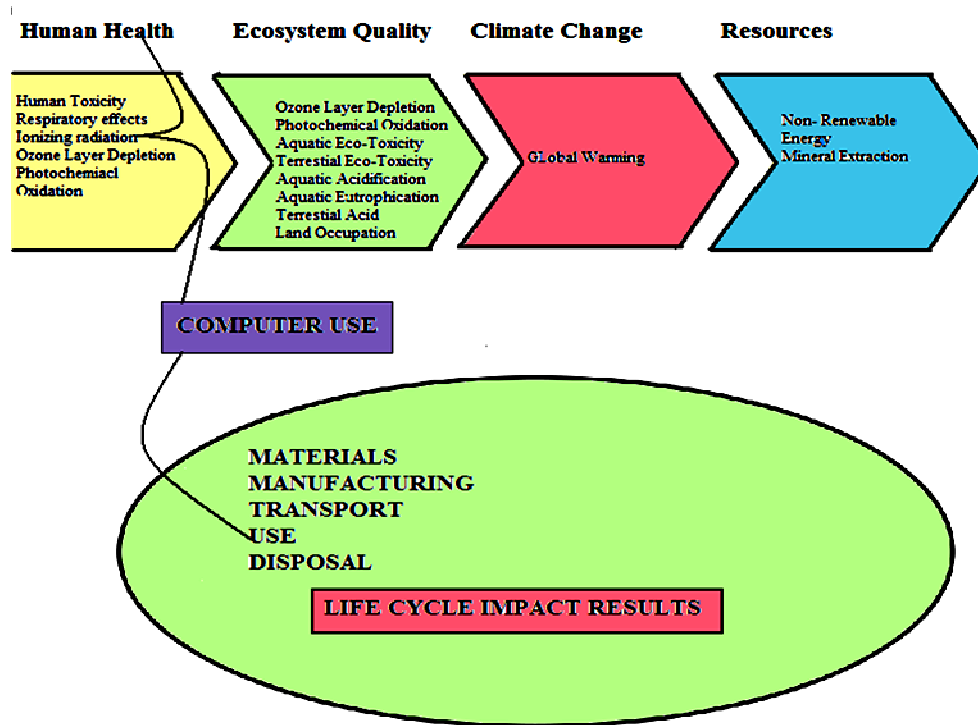 Human Health
Ecosystem Quality
Climate Change
Resources
Human Toxicity
Respiratory effects
Ionizing radiation
Ozone Layer Depletion
Photochemiacl
Oxidation
Ozone Layer Depletion
Photochemical Oxidation
Aquatic Eco-Toxicity
Terrestial Eco-Toxicity
Aquatic Acidification
Aquatic Eutrophication
Terrestial Acid
Land Occupation
GLobal Warming
Non- Renewable
Energy
Mineral Extraction
COMPUTER USE
MATERIALS
MANUFACTURING
TRANSPORT
USE
DISPOSAL
LIFE CYCLE IMPACT RESULTS